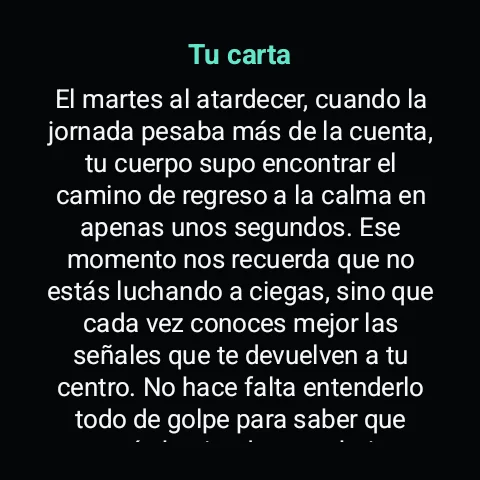 Tu carta
El martes al atardecer, cuando la
jornada pesaba más de la cuenta,
tu cuerpo supo encontrar el
camino de regreso a la calma en
apenas unos segundos. Ese
momento nos recuerda que no
estás luchando a ciegas, sino que
cada vez conoces mejor las
señales que te devuelven a tu
centro. No hace falta entenderlo
todo de golpe para saber que